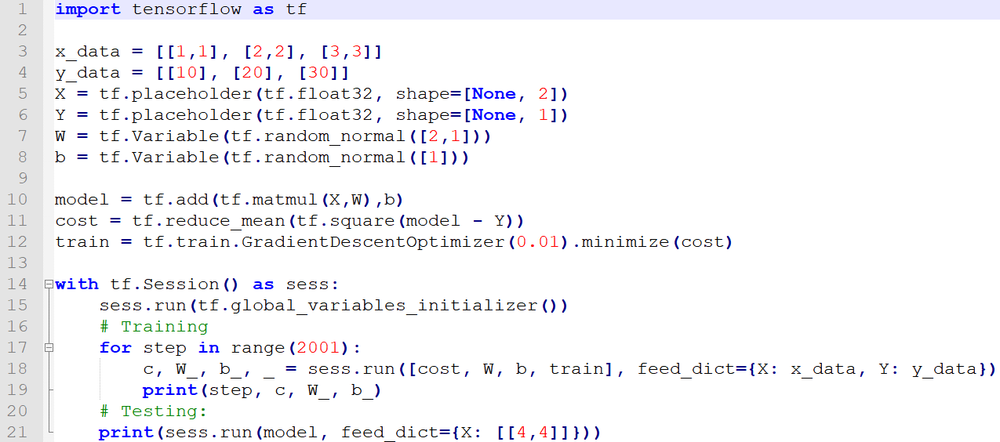 1 import tensorflow as tf
2
3 x_data = [[1,1], [2,2], [3,3]]
4 y_data = [[10], [20], [30]]
5 X = tf.placeholder(tf.float32, shape=[None, 2])
6 Y = tf.placeholder(tf.float32, shape=[None, 1])
7 W = tf.Variable(tf.random_normal([2,1]))
8 b = tf.Variable(tf.random_normal([1]))
9
10 model = tf.add(tf.matmul(X,W),b)
11 cost = tf.reduce_mean(tf.square(model - Y))
12 train = tf.train.GradientDescentOptimizer(0.01).minimize(cost)
13
14 with tf.Session() as sess:
15     sess.run(tf.global_variables_initializer())
16     # Training
17     for step in range(2001):
18         c, W_, b_, _ = sess.run([cost, W, b, train], feed_dict={X: x_data, Y: y_data})
19         print(step, c, W_, b_)
20     # Testing:
21     print(sess.run(model, feed_dict={X: [[4,4]]}))